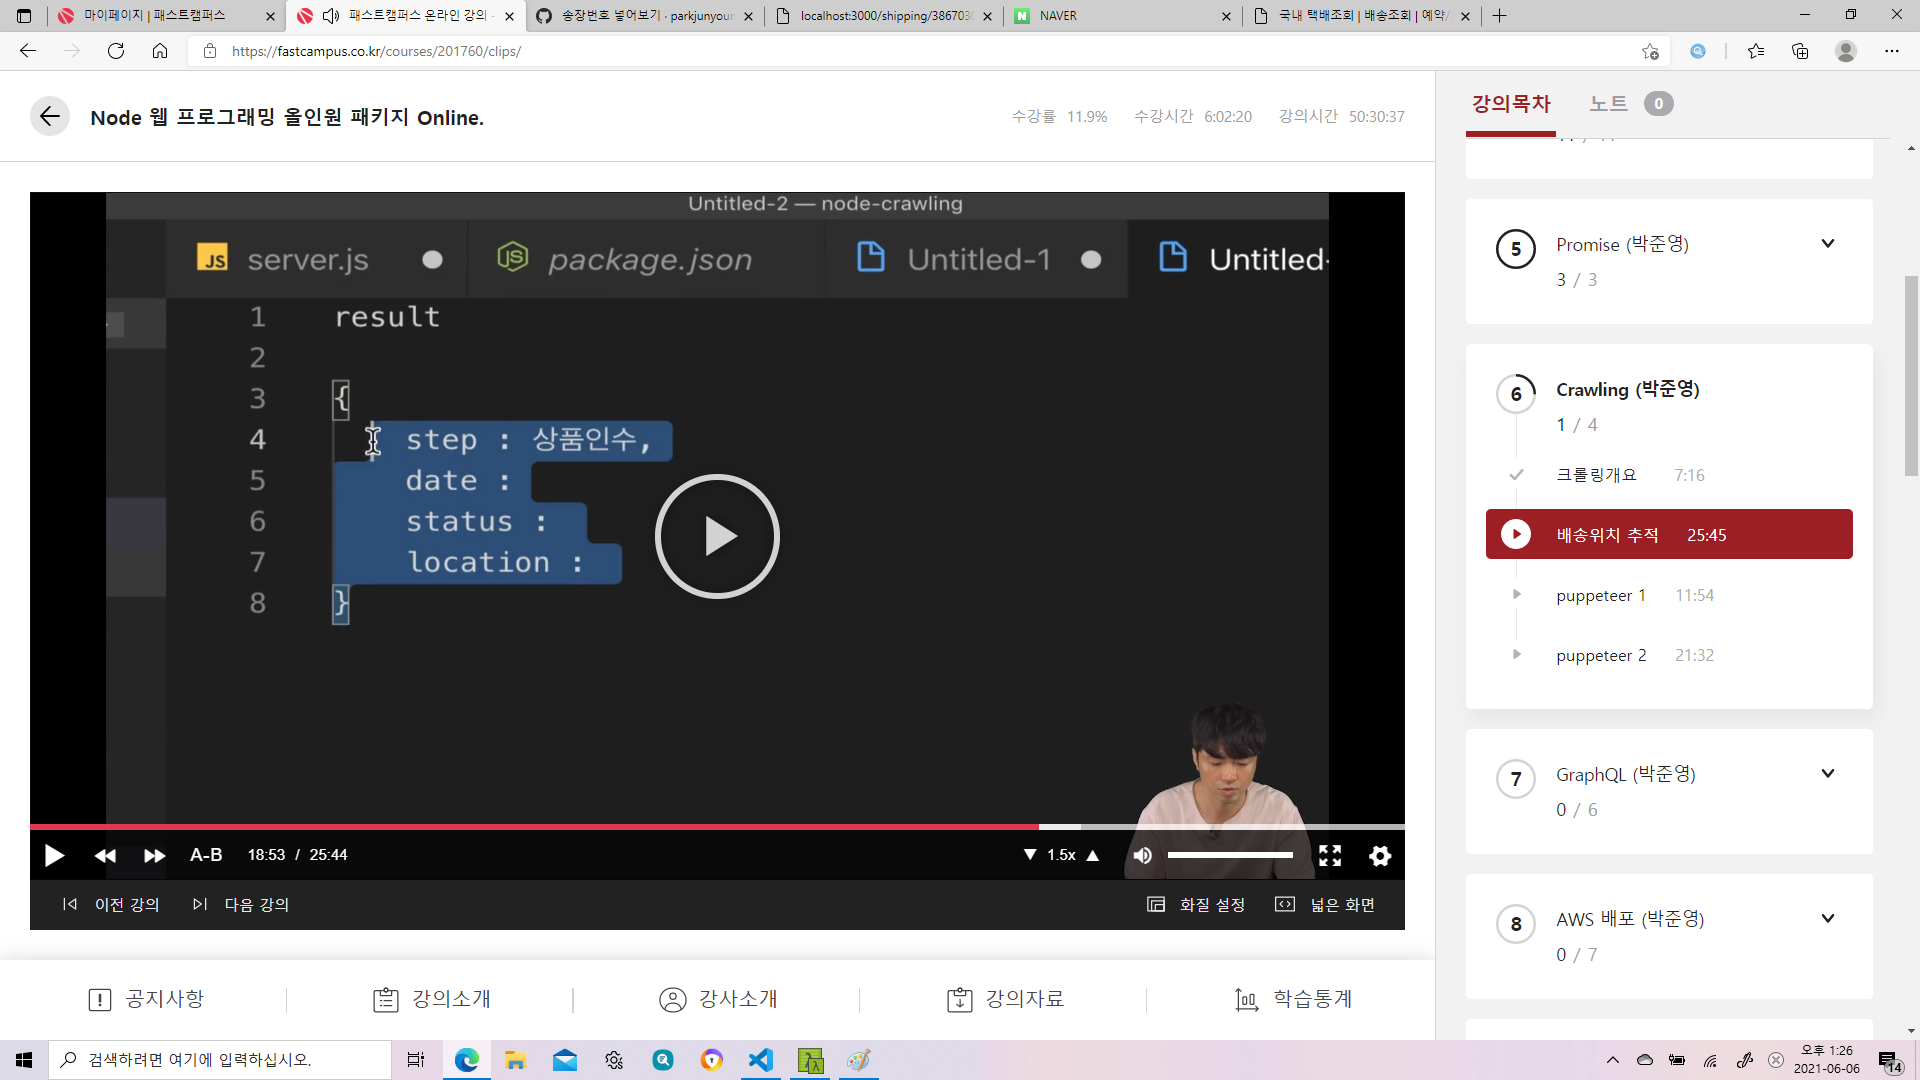 마이페이지 | 패스트캠퍼스
패스트캠퍼스 온라인 강의 -
송장번호 넣어보기 · parkjunyour
localhost:3000/shipping/386703
NAVER
국내 택배조회 | 배송조회 | 예약/
https://fastcampus.co.kr/courses/201760/clips/
Node 웹 프로그래밍 올인원 패키지 Online.
수강률 11.9% 수강시간 6:02:20 강의시간 50:30:37
강의목차 노트 0
Untitled-2 — node-crawling
JS server.js package.json Untitled-1 Untitled-
1 result
2
3 {
4 step : 상품인수,
5 date :
6 status :
7 location :
8 }
A-B 18:53 / 25:44 1.5x
이전 강의 다음 강의 화질 설정 넓은 화면
공지사항 강의소개 강사소개 강의자료 학습통계
5 Promise (박준영)
3 / 3
6 Crawling (박준영)
1 / 4
크롤링개요 7:16
배송위치 추적 25:45
puppeteer 1 11:54
puppeteer 2 21:32
7 GraphQL (박준영)
0 / 6
8 AWS 배포 (박준영)
0 / 7
검색하려면 여기에 입력하십시오.
오후 1:26
2021-06-06
14